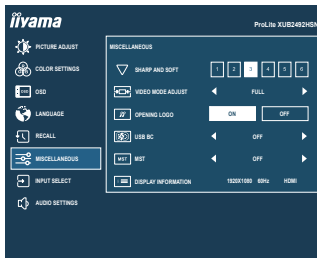 iiyama
ProLite XUB2492HSN
PICTURE ADJUST
COLOR SETTINGS
OSD
LANGUAGE
RECALL
MISCELLANEOUS
INPUT SELECT
AUDIO SETTINGS
MISCELLANEOUS
SHARP AND SOFT 1 2 3 4 5 6
VIDEO MODE ADJUST FULL
OPENING LOGO ON OFF
USB BC OFF
MST MST OFF
DISPLAY INFORMATION 1920X1080 60Hz HDMI